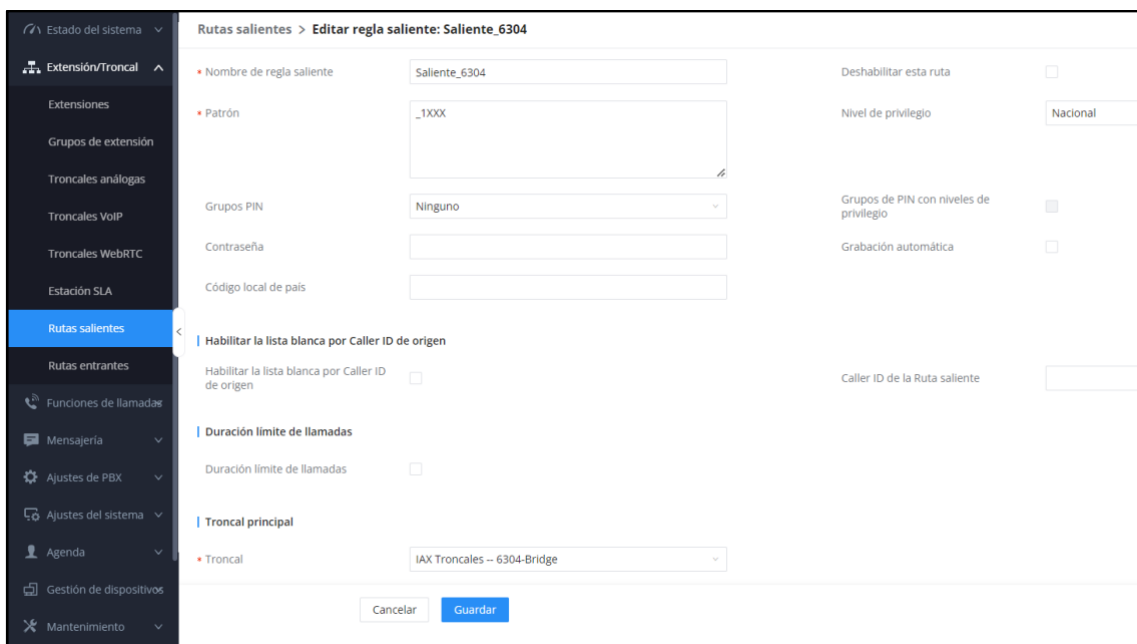 Estado del sistema
Extensión/Troncal
Extensiones
Grupos de extensión
Troncales análogas
Troncales VoIP
Troncales WebRTC
Estación SLA
Rutas salientes
Rutas entrantes
Funciones de llamadas
Mensajería
Ajustes de PBX
Ajustes del sistema
Agenda
Gestión de dispositivos
Mantenimiento
Rutas salientes > Editar regla saliente: Saliente_6304
* Nombre de regla saliente
Saliente_6304
Deshabilitar esta ruta
* Patrón
_1XXX
Nivel de privilegio
Nacional
Grupos PIN
Ninguno
Grupos de PIN con niveles de
privilegio
Contraseña
Grabación automática
Código local de país
Habilitar la lista blanca por Caller ID de origen
Habilitar la lista blanca por Caller ID
de origen
Caller ID de la Ruta saliente
Duración límite de llamadas
Duración límite de llamadas
Troncal principal
* Troncal
IAX Troncales -- 6304-Bridge
Cancelar
Guardar